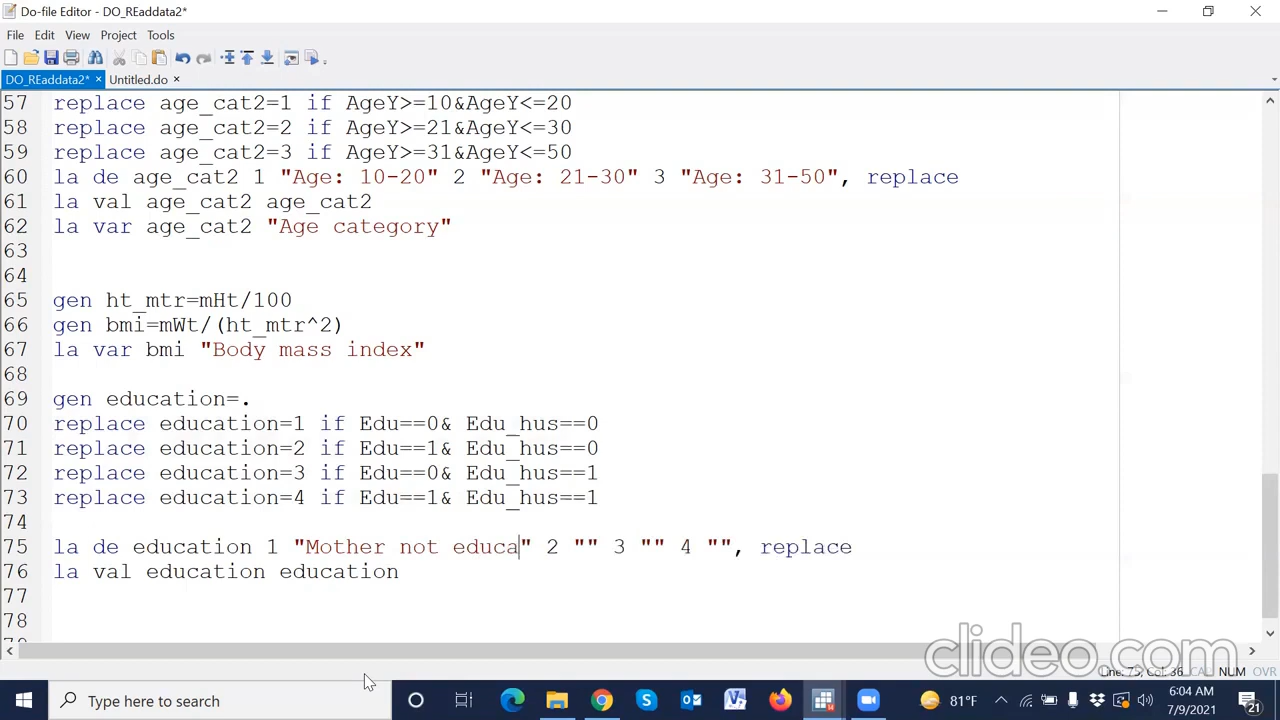 Do-file Editor - DO_REaddata2*
File Edit View Project Tools
DO_REaddata2* × Untitled.do ×
57 replace age_cat2=1 if AgeY>=10&AgeY<=20
58 replace age_cat2=2 if AgeY>=21&AgeY<=30
59 replace age_cat2=3 if AgeY>=31&AgeY<=50
60 la de age_cat2 1 "Age: 10-20" 2 "Age: 21-30" 3 "Age: 31-50", replace
61 la val age_cat2 age_cat2
62 la var age_cat2 "Age category"
63
64
65 gen ht_mtr=mHt/100
66 gen bmi=mWt/(ht_mtr^2)
67 la var bmi "Body mass index"
68
69 gen education=.
70 replace education=1 if Edu==0& Edu_hus==0
71 replace education=2 if Edu==1& Edu_hus==0
72 replace education=3 if Edu==0& Edu_hus==1
73 replace education=4 if Edu==1& Edu_hus==1
74
75 la de education 1 "Mother not educa" 2 "" 3 "" 4 "", replace
76 la val education education
77
78
clideo.com
Line: 75, Col: 36 CAP NUM OVR
Type here to search
81°F
6:04 AM
7/9/2021
21